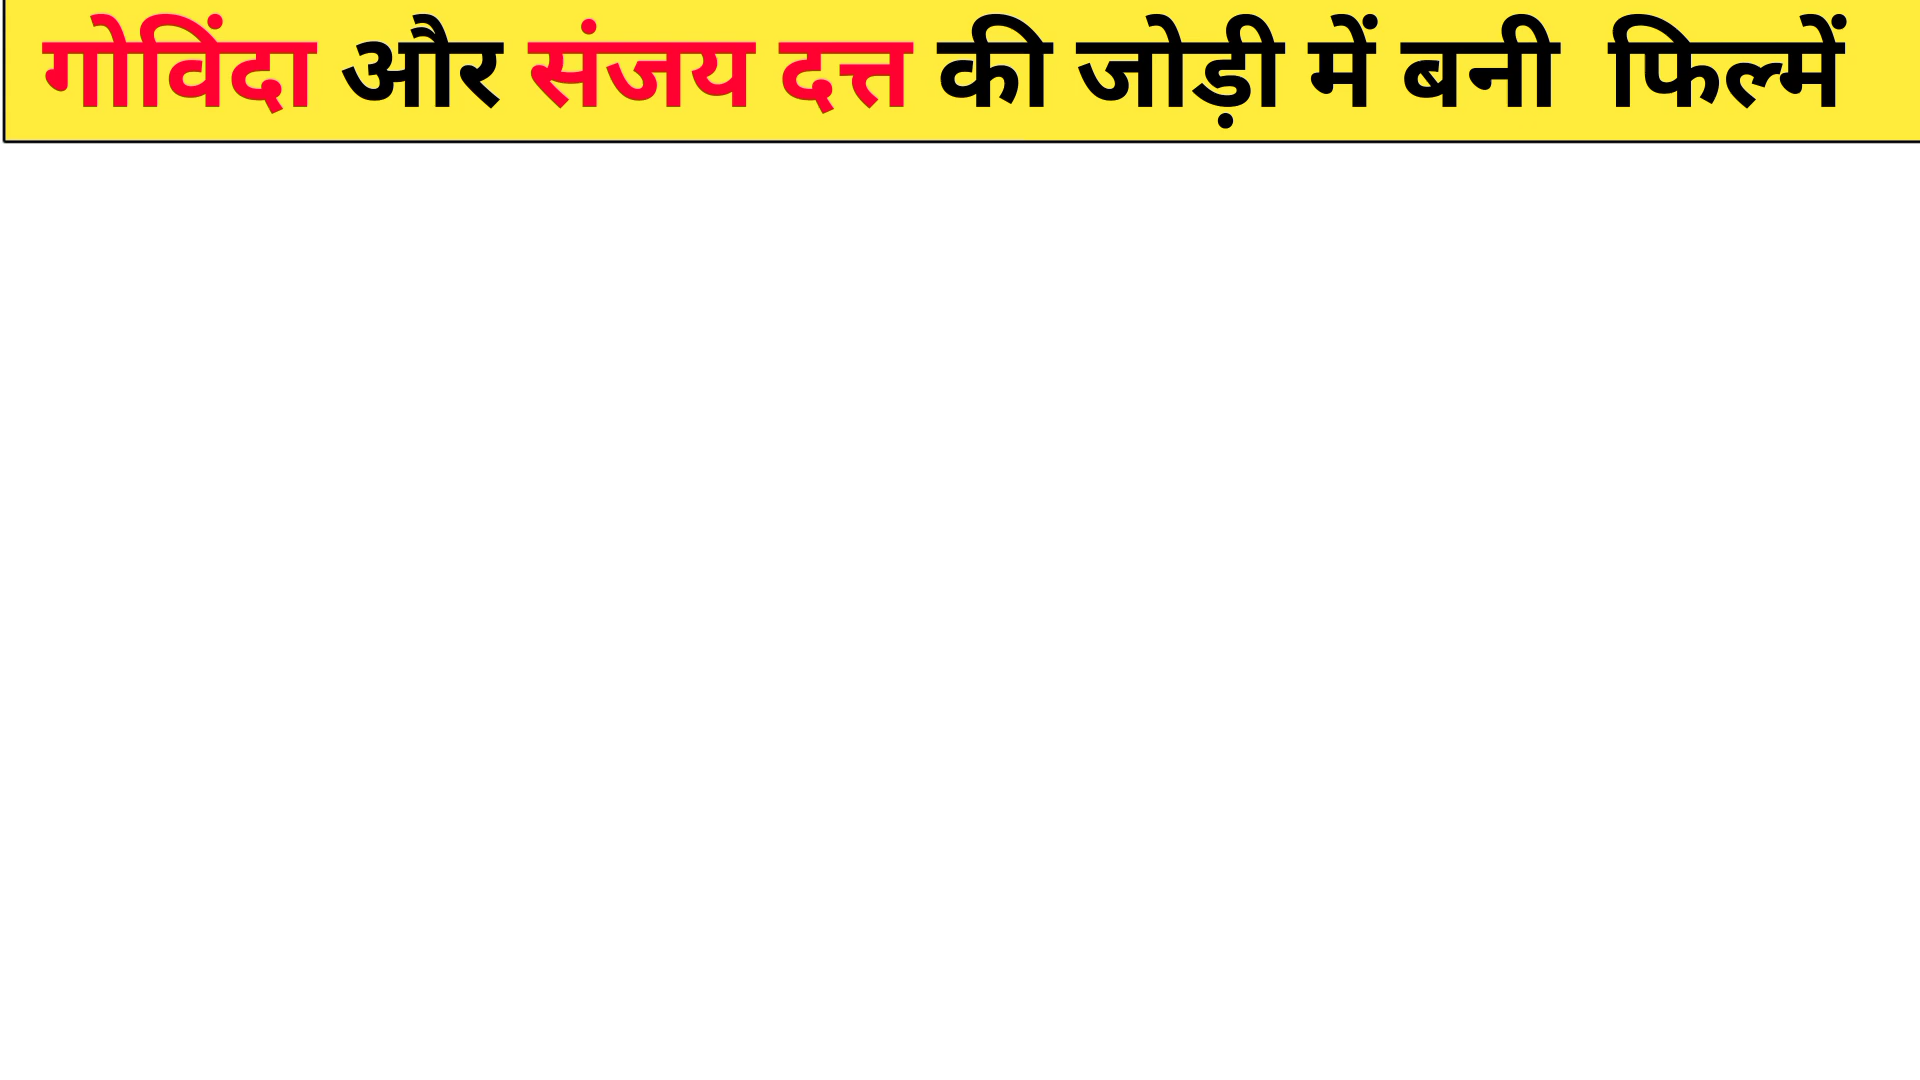 गोविंदा और संजय दत्त की जोड़ी में बनी फिल्में